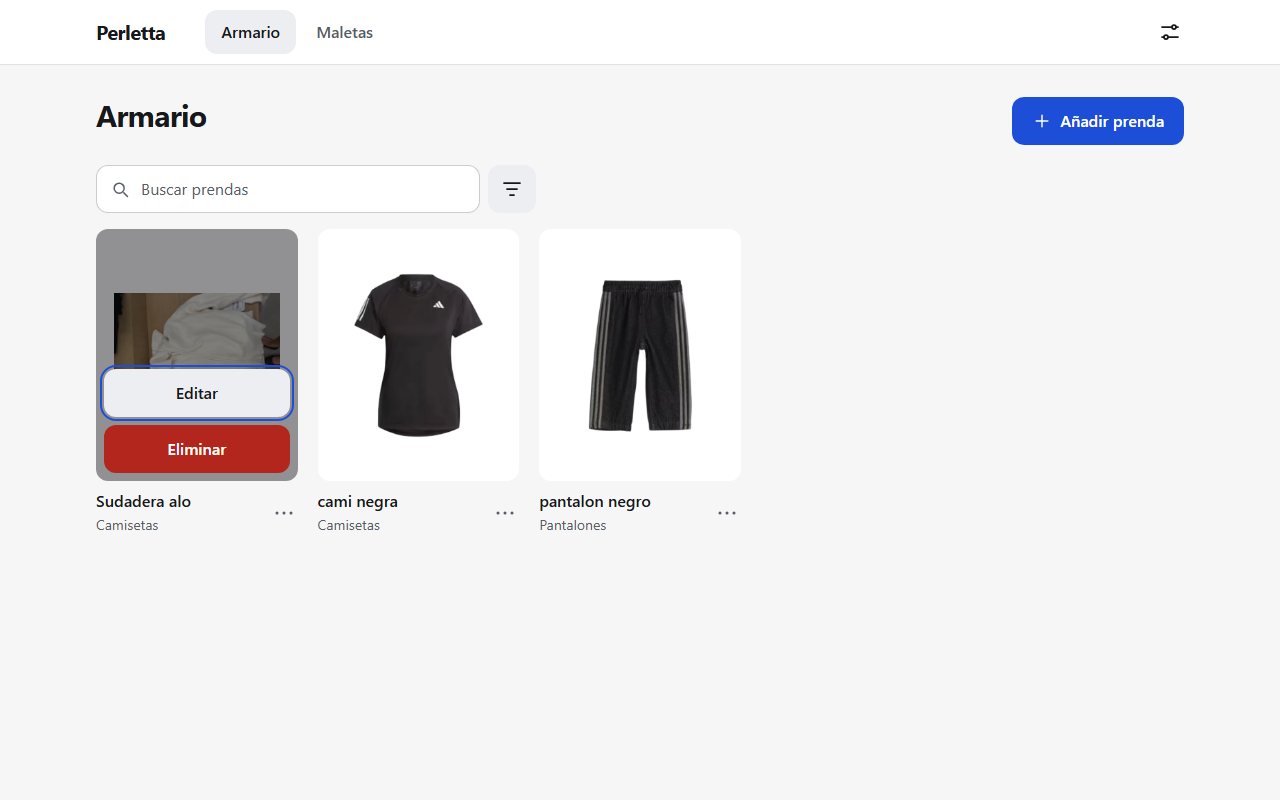 Perletta
Armario
Maletas
Armario
Añadir prenda
Buscar prendas
Editar
Eliminar
Sudadera alo
Camisetas
cami negra
Camisetas
pantalon negro
Pantalones